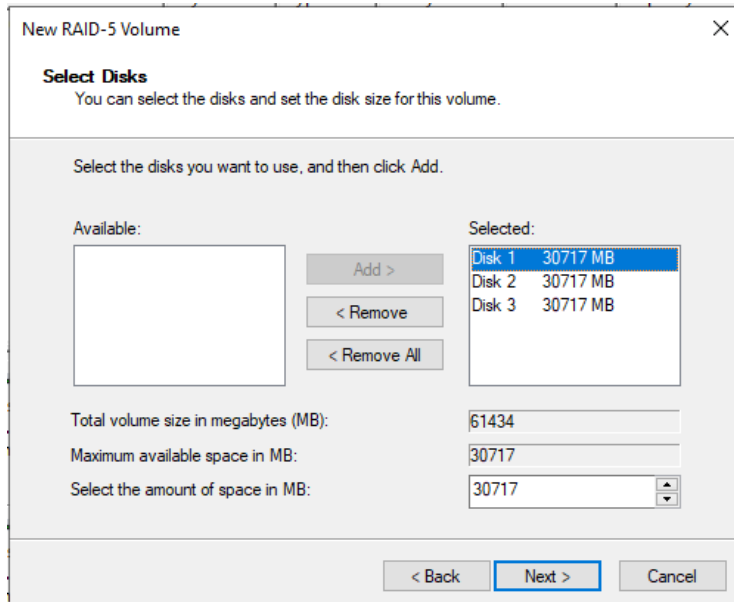 New RAID-5 Volume
Select Disks
You can select the disks and set the disk size for this volume.
Select the disks you want to use, and then click Add.
Available:
Selected:
Add >
< Remove
< Remove All
Disk 1 30717 MB
Disk 2 30717 MB
Disk 3 30717 MB
Total volume size in megabytes (MB): 61434
Maximum available space in MB: 30717
Select the amount of space in MB: 30717
< Back Next > Cancel